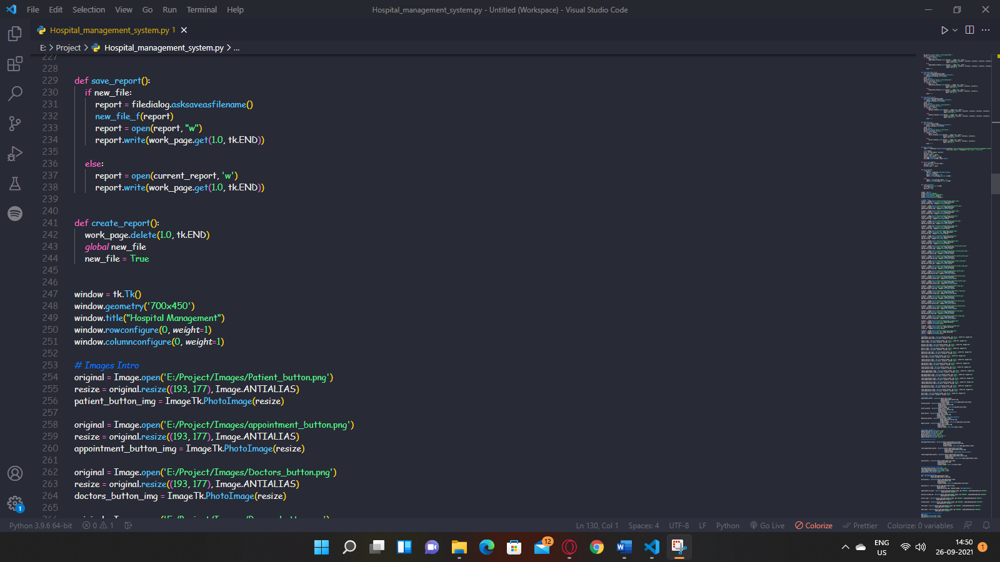 File Edit Selection View Go Run Terminal Help
Hospital_management_system.py - Untitled (Workspace) - Visual Studio Code
Hospital_management_system.py 1
E: > Project > Hospital_management_system.py > ...
227
228
229 def save_report():
230 if new_file:
231 report = filedialog.asksaveasfilename()
232 new_file_f(report)
233 report = open(report, "w")
234 report.write(work_page.get(1.0, tk.END))
235
236 else:
237 report = open(current_report, 'w')
238 report.write(work_page.get(1.0, tk.END))
239
240
241 def create_report():
242 work_page.delete(1.0, tk.END)
243 global new_file
244 new_file = True
245
246
247 window = tk.Tk()
248 window.geometry('700x450')
249 window.title("Hospital Management")
250 window.rowconfigure(0, weight=1)
251 window.columnconfigure(0, weight=1)
252
253 # Images Intro
254 original = Image.open('E:/Project/Images/Patient_button.png')
255 resize = original.resize((193, 177), Image.ANTIALIAS)
256 patient_button_img = ImageTk.PhotoImage(resize)
257
258 original = Image.open('E:/Project/Images/appointment_button.png')
259 resize = original.resize((193, 177), Image.ANTIALIAS)
260 appointment_button_img = ImageTk.PhotoImage(resize)
261
262 original = Image.open('E:/Project/Images/Doctors_button.png')
263 resize = original.resize((193, 177), Image.ANTIALIAS)
264 doctors_button_img = ImageTk.PhotoImage(resize)
265
1
Python 3.9.6 64-bit 0 1 Ln 130, Col 1 Spaces: 4 UTF-8 LF Python Go Live Colorize Prettier Colorize: 0 variables
12
ENG
US
14:50
26-09-2021
1